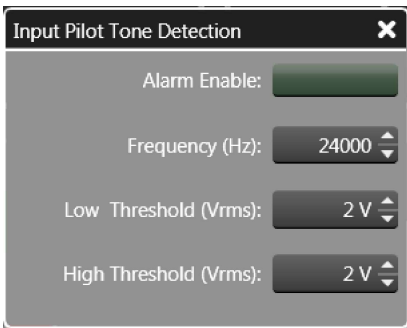 Input Pilot Tone Detection
Alarm Enable:
Frequency (Hz): 24000
Low Threshold (Vrms): 2 V
High Threshold (Vrms): 2 V